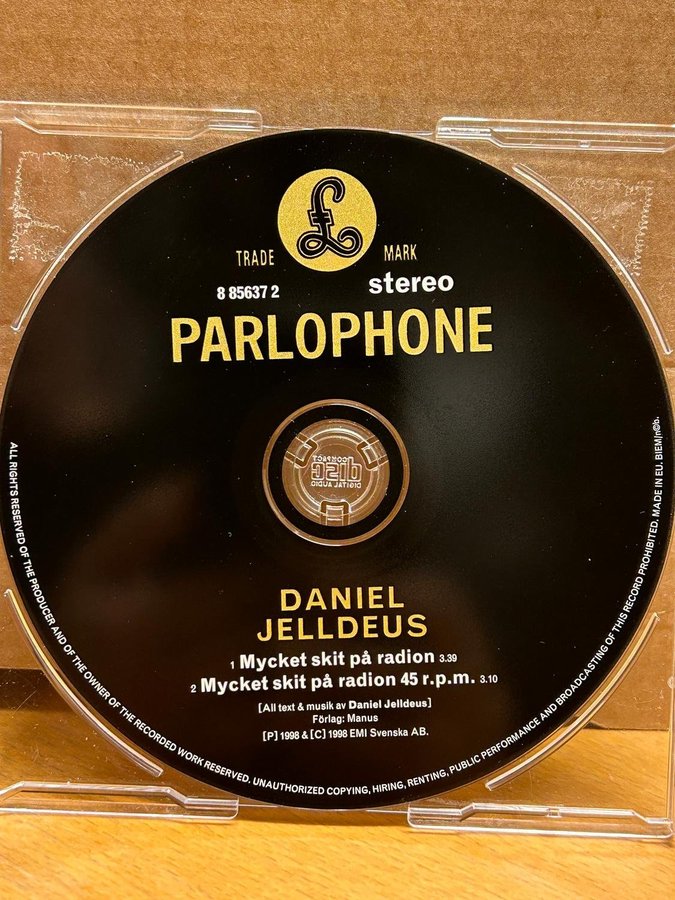 £
TRADE MARK
8 85637 2 stereo
PARLOPHONE
COMPACT
disc
DIGITAL AUDIO
DANIEL
JELLDEUS
1 Mycket skit på radion 3.39
2 Mycket skit på radion 45 r.p.m. 3.10
[All text & musik av Daniel Jelldeus]
Förlag: Manus
[P] 1998 & [C] 1998 EMI Svenska AB.
ALL RIGHTS RESERVED OF THE PRODUCER AND OF THE OWNER OF THE RECORDED WORK RESERVED. UNAUTHORIZED COPYING, HIRING, RENTING, PUBLIC PERFORMANCE AND BROADCASTING OF THIS RECORD PROHIBITED. MADE IN EU. BIEM/n©b.